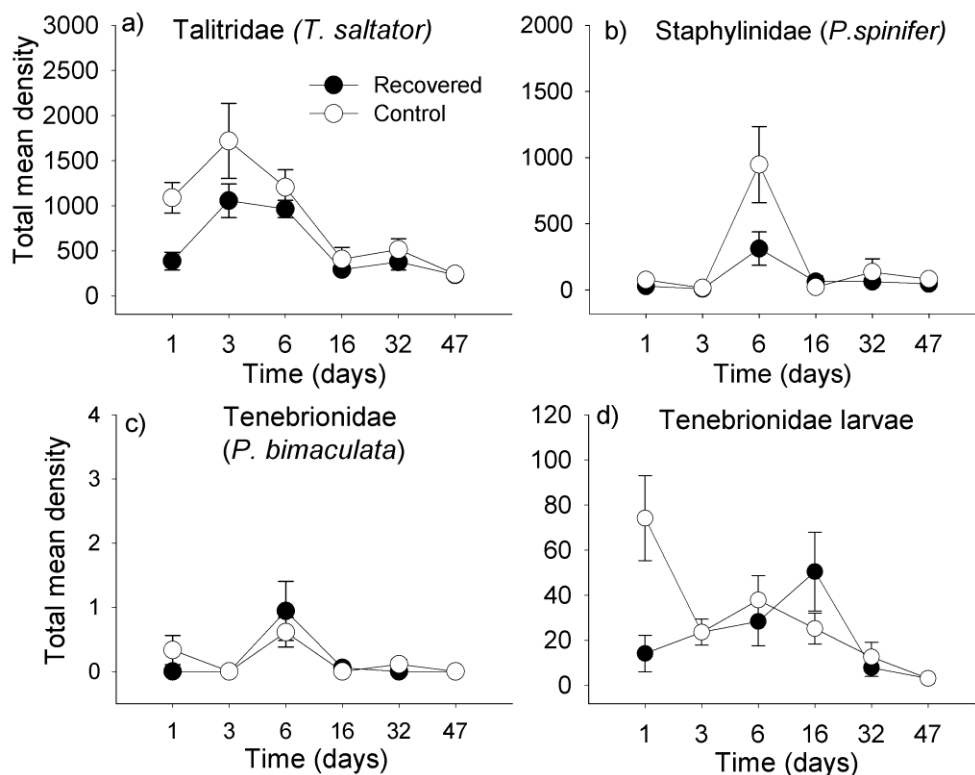 a) Talitridae (T. saltator)
Total mean density
3000
2500
2000
1500
1000
500
0
Recovered
Control
1 3 6 16 32 47
Time (days)
b) Staphylinidae (P.spinifer)
2000
1500
1000
500
0
1 3 6 16 32 47
Time (days)
c) Tenebrionidae
(P. bimaculata)
Total mean density
4
3
2
1
0
1 3 6 16 32 47
Time (days)
d) Tenebrionidae larvae
120
100
80
60
40
20
0
1 3 6 16 32 47
Time (days)